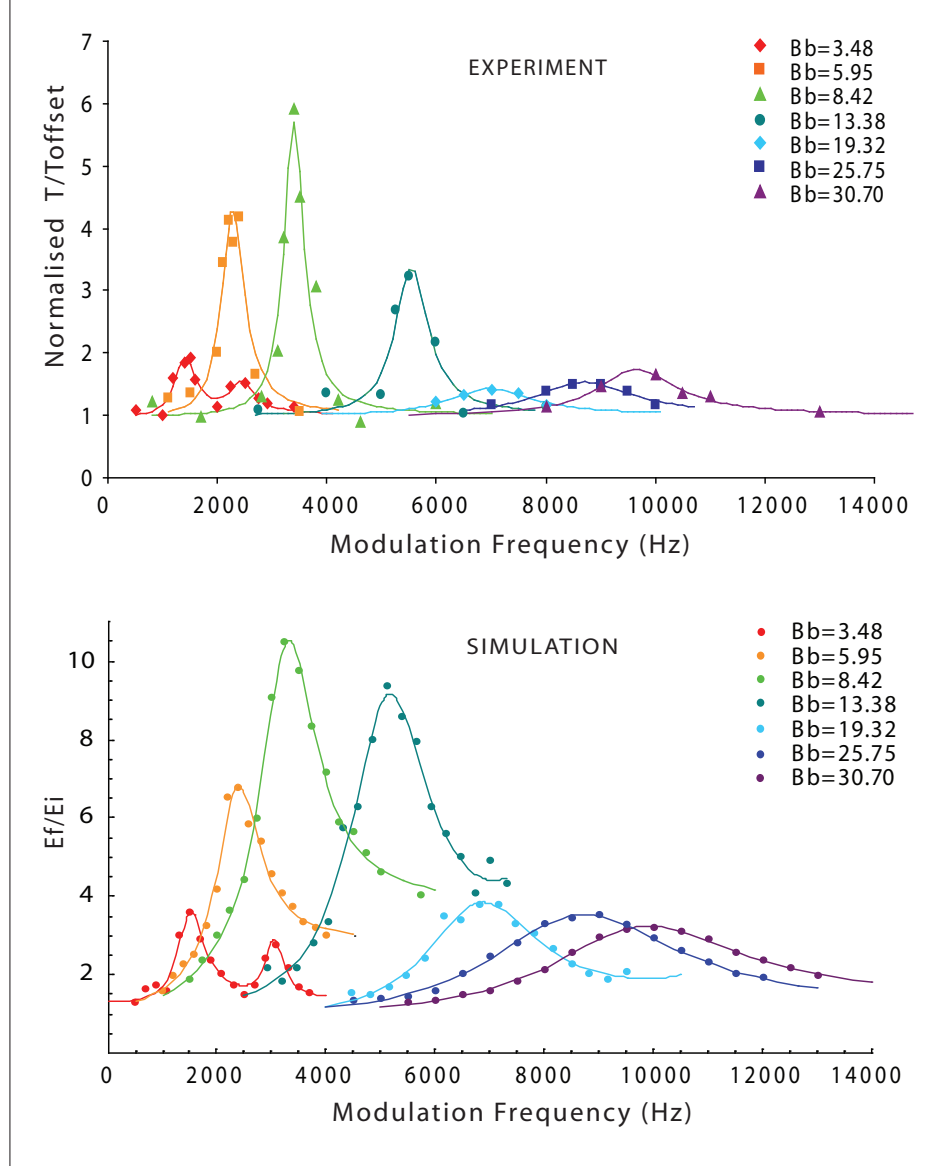 7
6
5
4
3
2
1
0
Normalised T/Toffset
EXPERIMENT
Bb=3.48
Bb=5.95
Bb=8.42
Bb=13.38
Bb=19.32
Bb=25.75
Bb=30.70
0 2000 4000 6000 8000 10000 12000 14000
Modulation Frequency (Hz)
10
8
6
4
2
Ef/Ei
SIMULATION
Bb=3.48
Bb=5.95
Bb=8.42
Bb=13.38
Bb=19.32
Bb=25.75
Bb=30.70
0 2000 4000 6000 8000 10000 12000 14000
Modulation Frequency (Hz)